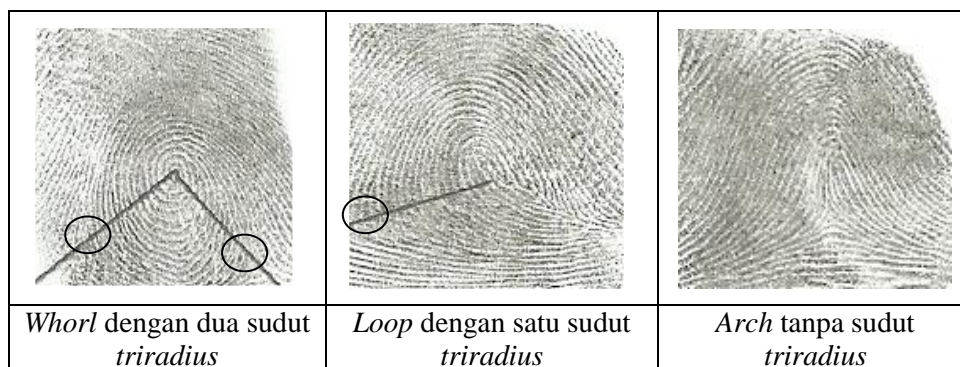 Whorl dengan dua sudut
triradius
Loop dengan satu sudut
triradius
Arch tanpa sudut
triradius